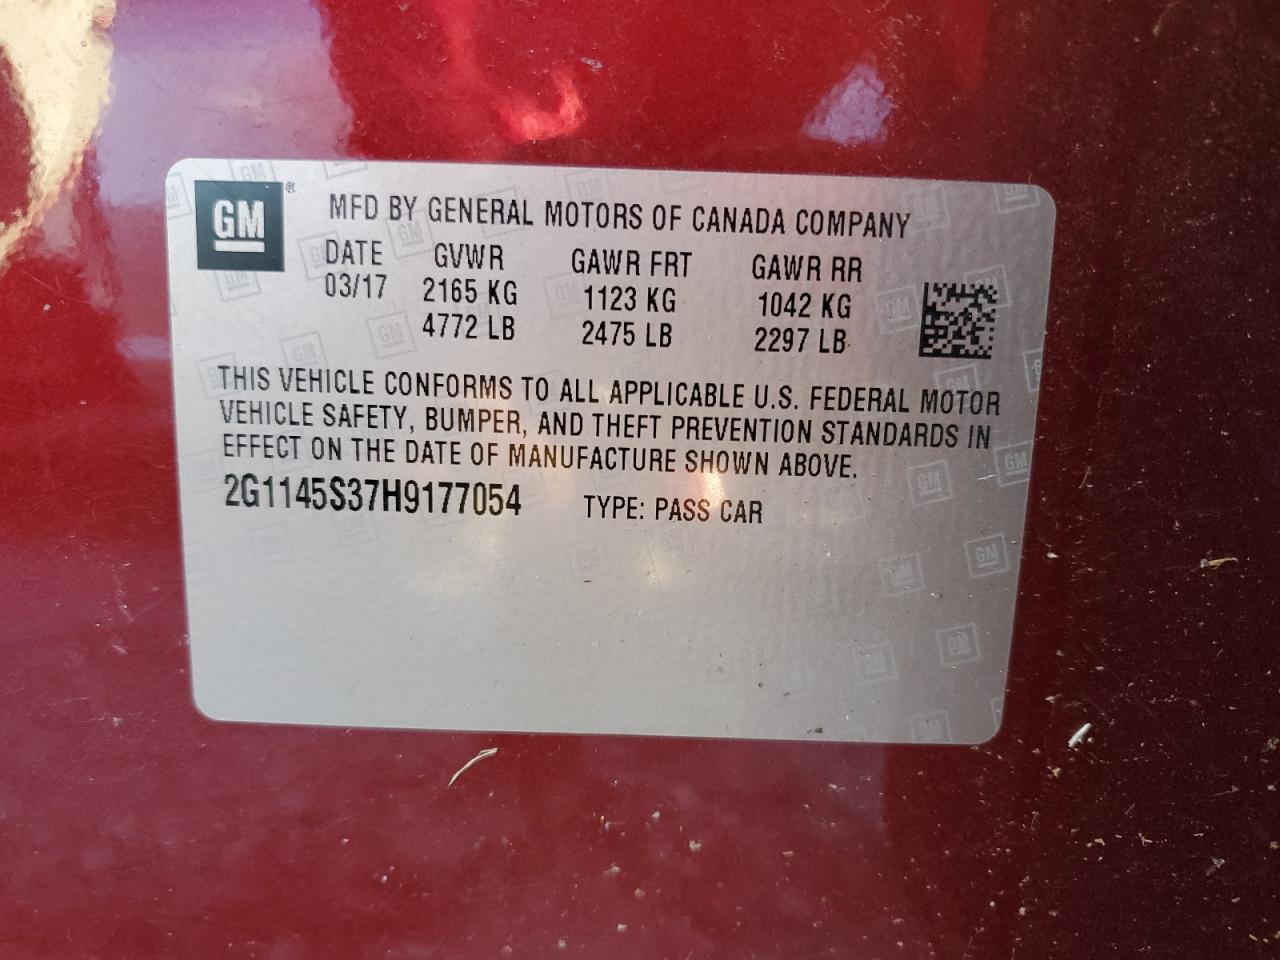 GM®
MFD BY GENERAL MOTORS OF CANADA COMPANY
DATE GVWR GAWR FRT GAWR RR
03/17 2165 KG 1123 KG 1042 KG
4772 LB 2475 LB 2297 LB
THIS VEHICLE CONFORMS TO ALL APPLICABLE U.S. FEDERAL MOTOR
VEHICLE SAFETY, BUMPER, AND THEFT PREVENTION STANDARDS IN
EFFECT ON THE DATE OF MANUFACTURE SHOWN ABOVE.
2G1145S37H9177054 TYPE: PASS CAR